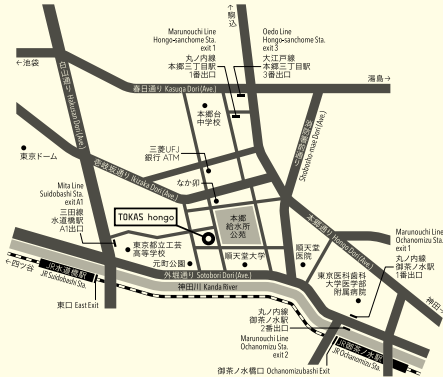 Marunouchi Line
Hongo-sanchome Sta.
exit 1
丸ノ内線
本郷三丁目駅
1番出口
Oedo Line
Hongo-sanchome Sta.
exit 3
大江戸線
本郷三丁目駅
3番出口
↑駒込
←池袋
湯島→
白山通り Hakusan Dori (Ave.)
春日通り Kasuga Dori (Ave.)
本郷台
中学校
東京ドーム
三菱UFJ
銀行 ATM
壱岐坂通り Ikizaka Dori (Ave.)
なか卯
Mita Line
Suidobashi Sta.
exit A1
三田線
水道橋駅
A1出口
TOKAS hongo
本郷
給水所
公苑
本郷通り Hongo Dori (Ave.)
東京都立工芸
高等学校
元町公園
順天堂大学
順天堂
医院
Marunouchi Line
Ochanomizu Sta.
exit 1
丸ノ内線
御茶ノ水駅
1番出口
東京医科歯科
大学医学部
附属病院
外堀通り Sotobori Dori (Ave.)
神田川 Kanda River
←四ツ谷
JR水道橋駅
JR Suidobashi Sta.
東口 East Exit
神田→
丸ノ内線
御茶ノ水駅
2番出口
Marunouchi Line
Ochanomizu Sta.
exit 2
JR御茶ノ水駅
JR Ochanomizu Sta.
御茶ノ水橋口 Ochanomizubashi Exit